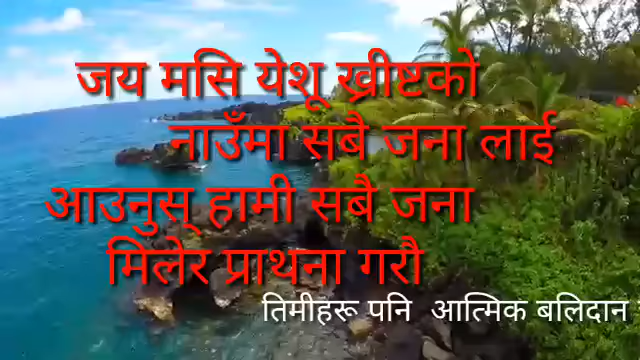 जय मसि येशू ख्रीष्टको
नाउँमा सबै जना लाई
आउनुस् हामी सबै जना
मिलेर प्राथना गरौ
तिमीहरू पनि आत्मिक बलिदान